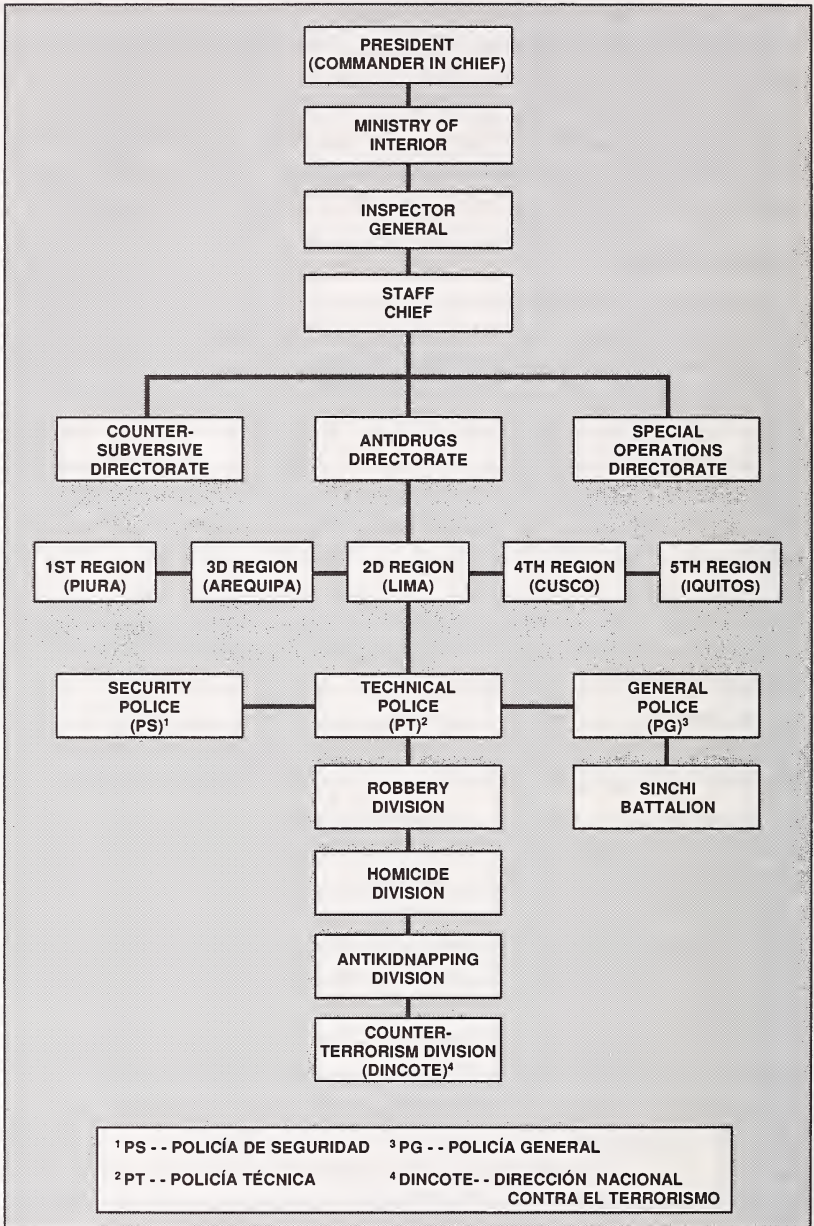 PRESIDENT
(COMMANDER IN CHIEF)
MINISTRY OF
INTERIOR
INSPECTOR
GENERAL
STAFF
CHIEF
COUNTER-
SUBVERSIVE
DIRECTORATE
ANTIDRUGS
DIRECTORATE
SPECIAL
OPERATIONS
DIRECTORATE
1ST REGION
(PIURA)
3D REGION
(AREQUIPA)
2D REGION
(LIMA)
4TH REGION
(CUSCO)
5TH REGION
(IQUITOS)
SECURITY
POLICE
(PS)¹
TECHNICAL
POLICE
(PT)²
GENERAL
POLICE
(PG)³
ROBBERY
DIVISION
SINCHI
BATTALION
HOMICIDE
DIVISION
ANTIKIDNAPPING
DIVISION
COUNTER-
TERRORISM DIVISION
(DINCOTE)⁴
¹ PS - - POLICÍA DE SEGURIDAD
² PT - - POLICÍA TÉCNICA
³ PG - - POLICÍA GENERAL
⁴ DINCOTE- - DIRECCIÓN NACIONAL
CONTRA EL TERRORISMO